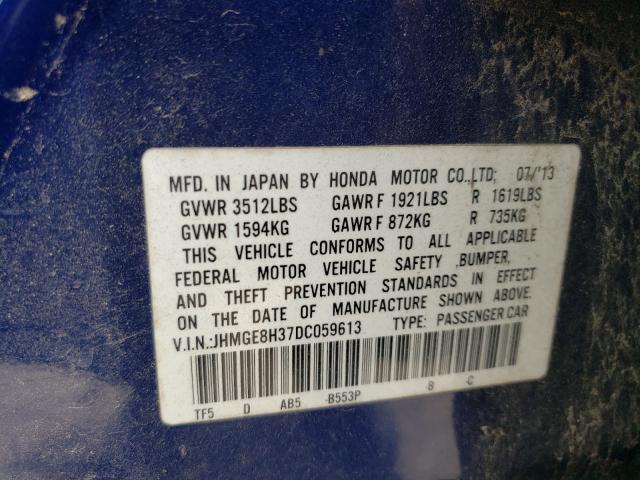 MFD. IN JAPAN BY HONDA MOTOR CO.,LTD; 07/'13
GVWR 3512LBS GAWR F 1921LBS R 1619LBS
GVWR 1594KG GAWR F 872KG R 735KG
THIS VEHICLE CONFORMS TO ALL APPLICABLE
FEDERAL MOTOR VEHICLE SAFETY ,BUMPER,
AND THEFT PREVENTION STANDARDS IN EFFECT
ON THE DATE OF MANUFACTURE SHOWN ABOVE.
V.I.N.:JHMGE8H37DC059613 TYPE: PASSENGER CAR
TF5 D AB5 -B553P -B -C